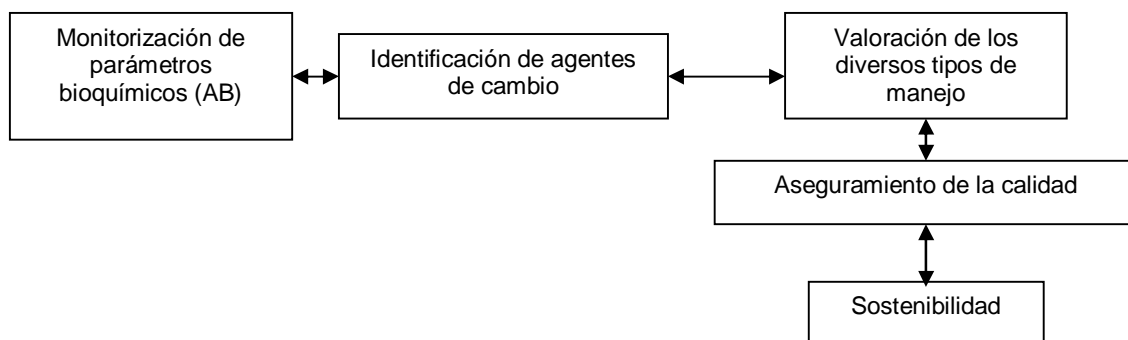 Monitorización de
parámetros
bioquímicos (AB)
Identificación de agentes
de cambio
Valoración de los
diversos tipos de
manejo
Aseguramiento de la calidad
Sostenibilidad